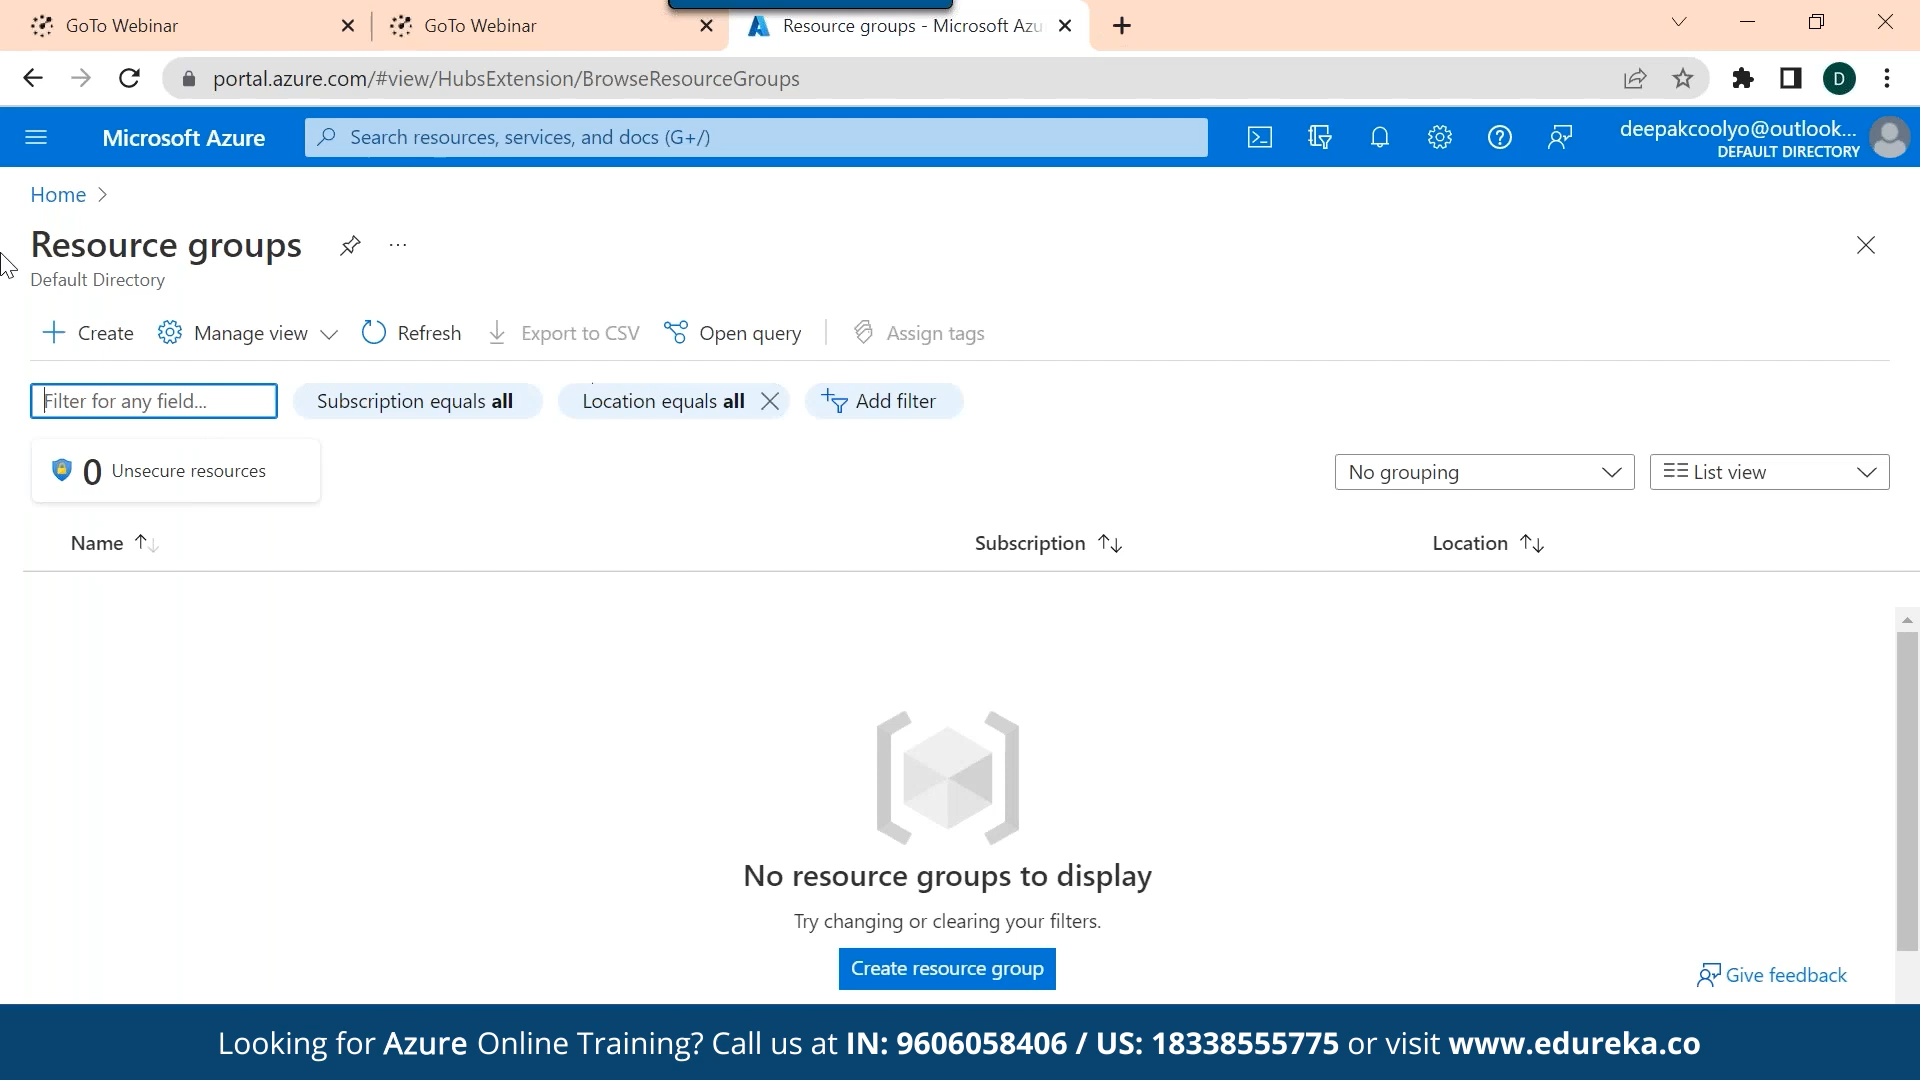 GoTo Webinar
GoTo Webinar
Resource groups - Microsoft Azu
portal.azure.com/#view/HubsExtension/BrowseResourceGroups
D
Microsoft Azure
Search resources, services, and docs (G+/)
deepakcoolyo@outlook...
DEFAULT DIRECTORY
Home
Resource groups
Default Directory
Create
Manage view
Refresh
Export to CSV
Open query
Assign tags
Filter for any field...
Subscription equals all
Location equals all
Add filter
0 Unsecure resources
No grouping
List view
Name
Subscription
Location
No resource groups to display
Try changing or clearing your filters.
Create resource group
Give feedback
Looking for Azure Online Training? Call us at IN: 9606058406 / US: 18338555775 or visit www.edureka.co